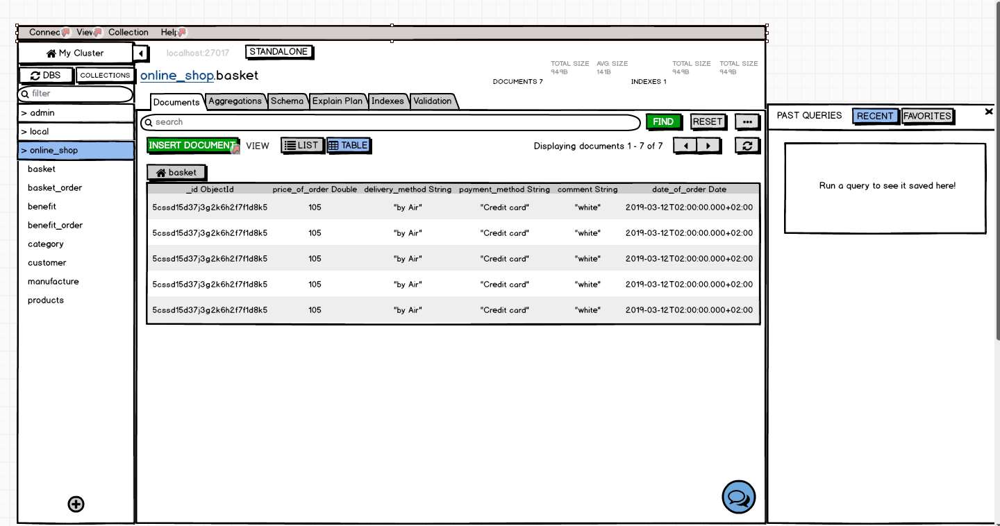 Connec View Collection Help
My Cluster
localhost:27017 STANDALONE
DBS COLLECTIONS
filter
> admin
> local
> online_shop
basket
basket_order
benefit
benefit_order
category
customer
manufacture
products
online_shop.basket
DOCUMENTS 7
TOTAL SIZE AVG. SIZE
949B 141B
INDEXES 1
TOTAL SIZE TOTAL SIZE
949B 949B
Documents Aggregations Schema Explain Plan Indexes Validation
search FIND RESET •••
INSERT DOCUMENT VIEW LIST TABLE Displaying documents 1 - 7 of 7
basket
_id ObjectId price_of_order Double delivery_method String payment_method String comment String date_of_order Date
5cssd15d37j3g2k6h2f7f1d8k5 105 "by Air" "Credit card" "white" 2019-03-12T02:00:00.000+02:00
5cssd15d37j3g2k6h2f7f1d8k5 105 "by Air" "Credit card" "white" 2019-03-12T02:00:00.000+02:00
5cssd15d37j3g2k6h2f7f1d8k5 105 "by Air" "Credit card" "white" 2019-03-12T02:00:00.000+02:00
5cssd15d37j3g2k6h2f7f1d8k5 105 "by Air" "Credit card" "white" 2019-03-12T02:00:00.000+02:00
5cssd15d37j3g2k6h2f7f1d8k5 105 "by Air" "Credit card" "white" 2019-03-12T02:00:00.000+02:00
PAST QUERIES RECENT FAVORITES
Run a query to see it saved here!